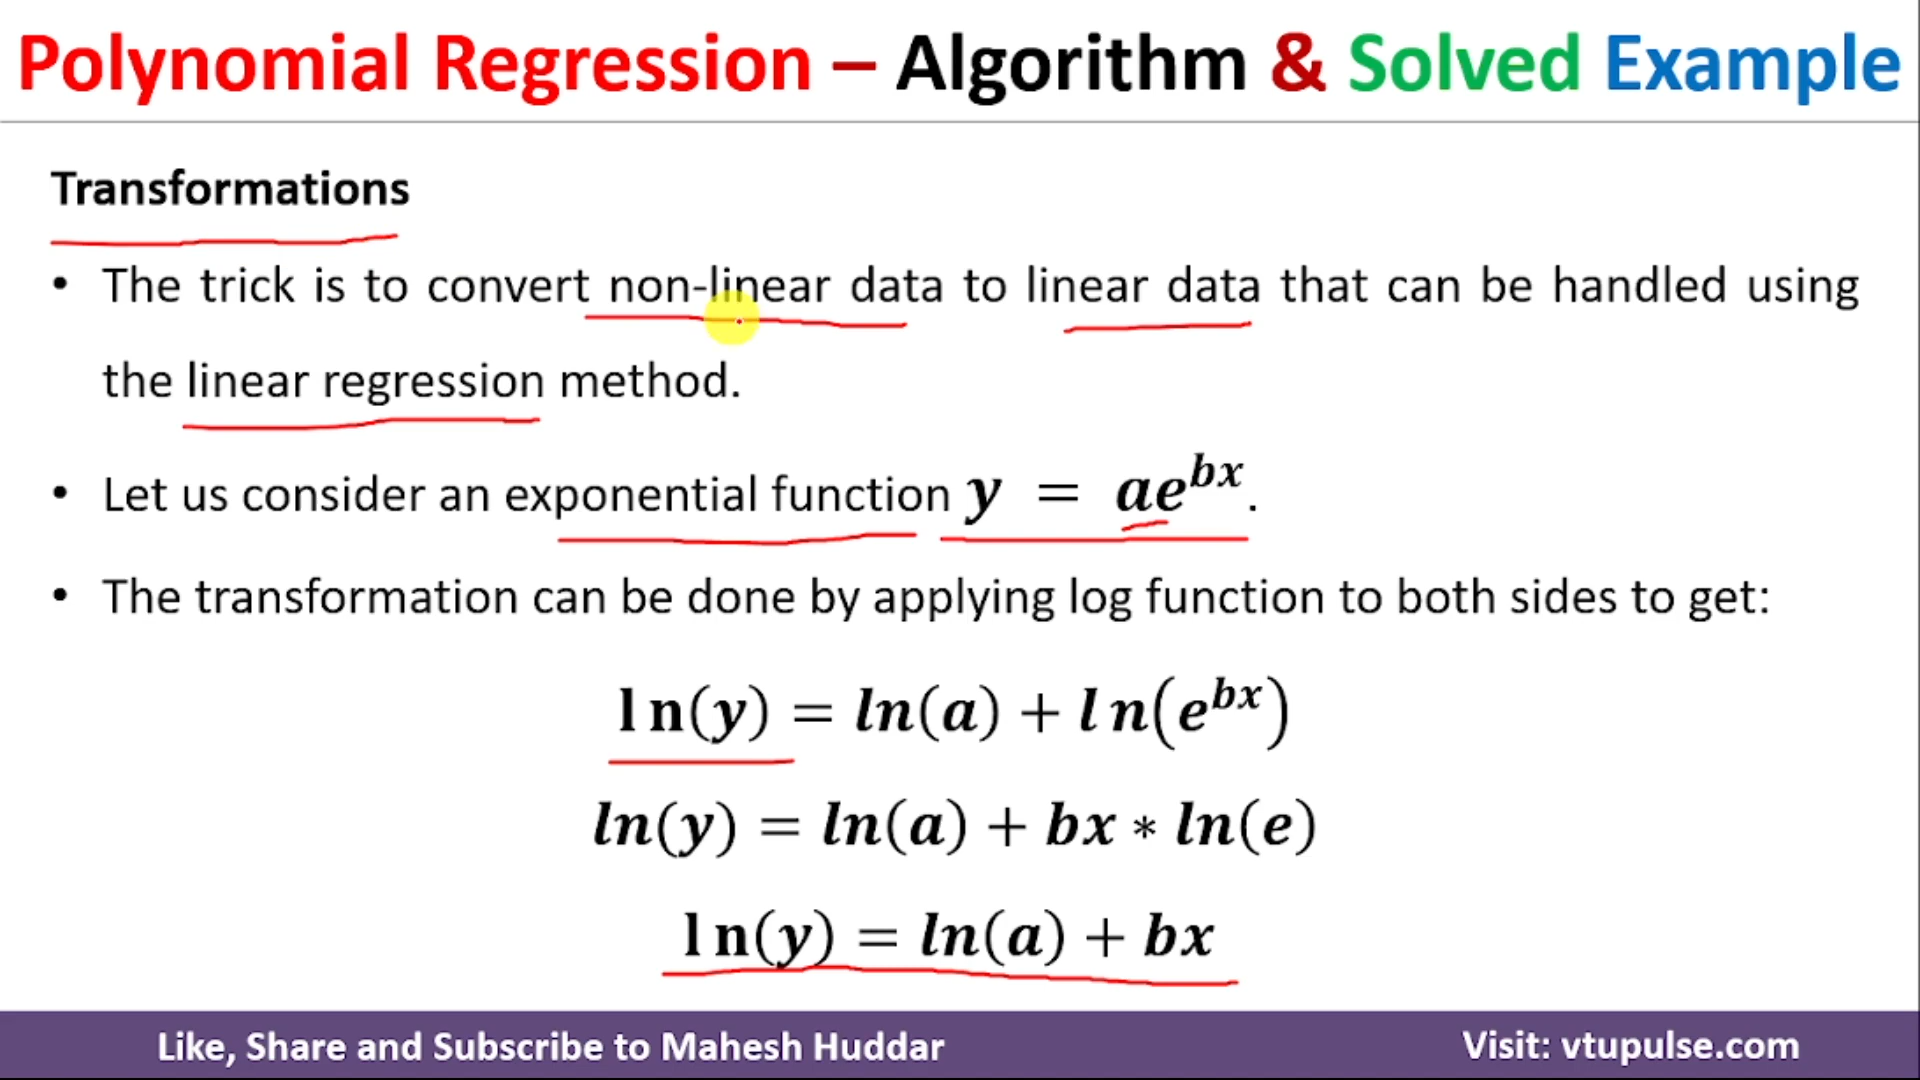 Polynomial Regression – Algorithm & Solved Example
Transformations
• The trick is to convert non-linear data to linear data that can be handled using
the linear regression method.
• Let us consider an exponential function y = ae^{bx}.
• The transformation can be done by applying log function to both sides to get:
ln(y) = ln(a) + ln(e^{bx})
ln(y) = ln(a) + bx * ln(e)
ln(y) = ln(a) + bx
Like, Share and Subscribe to Mahesh Huddar
Visit: vtupulse.com